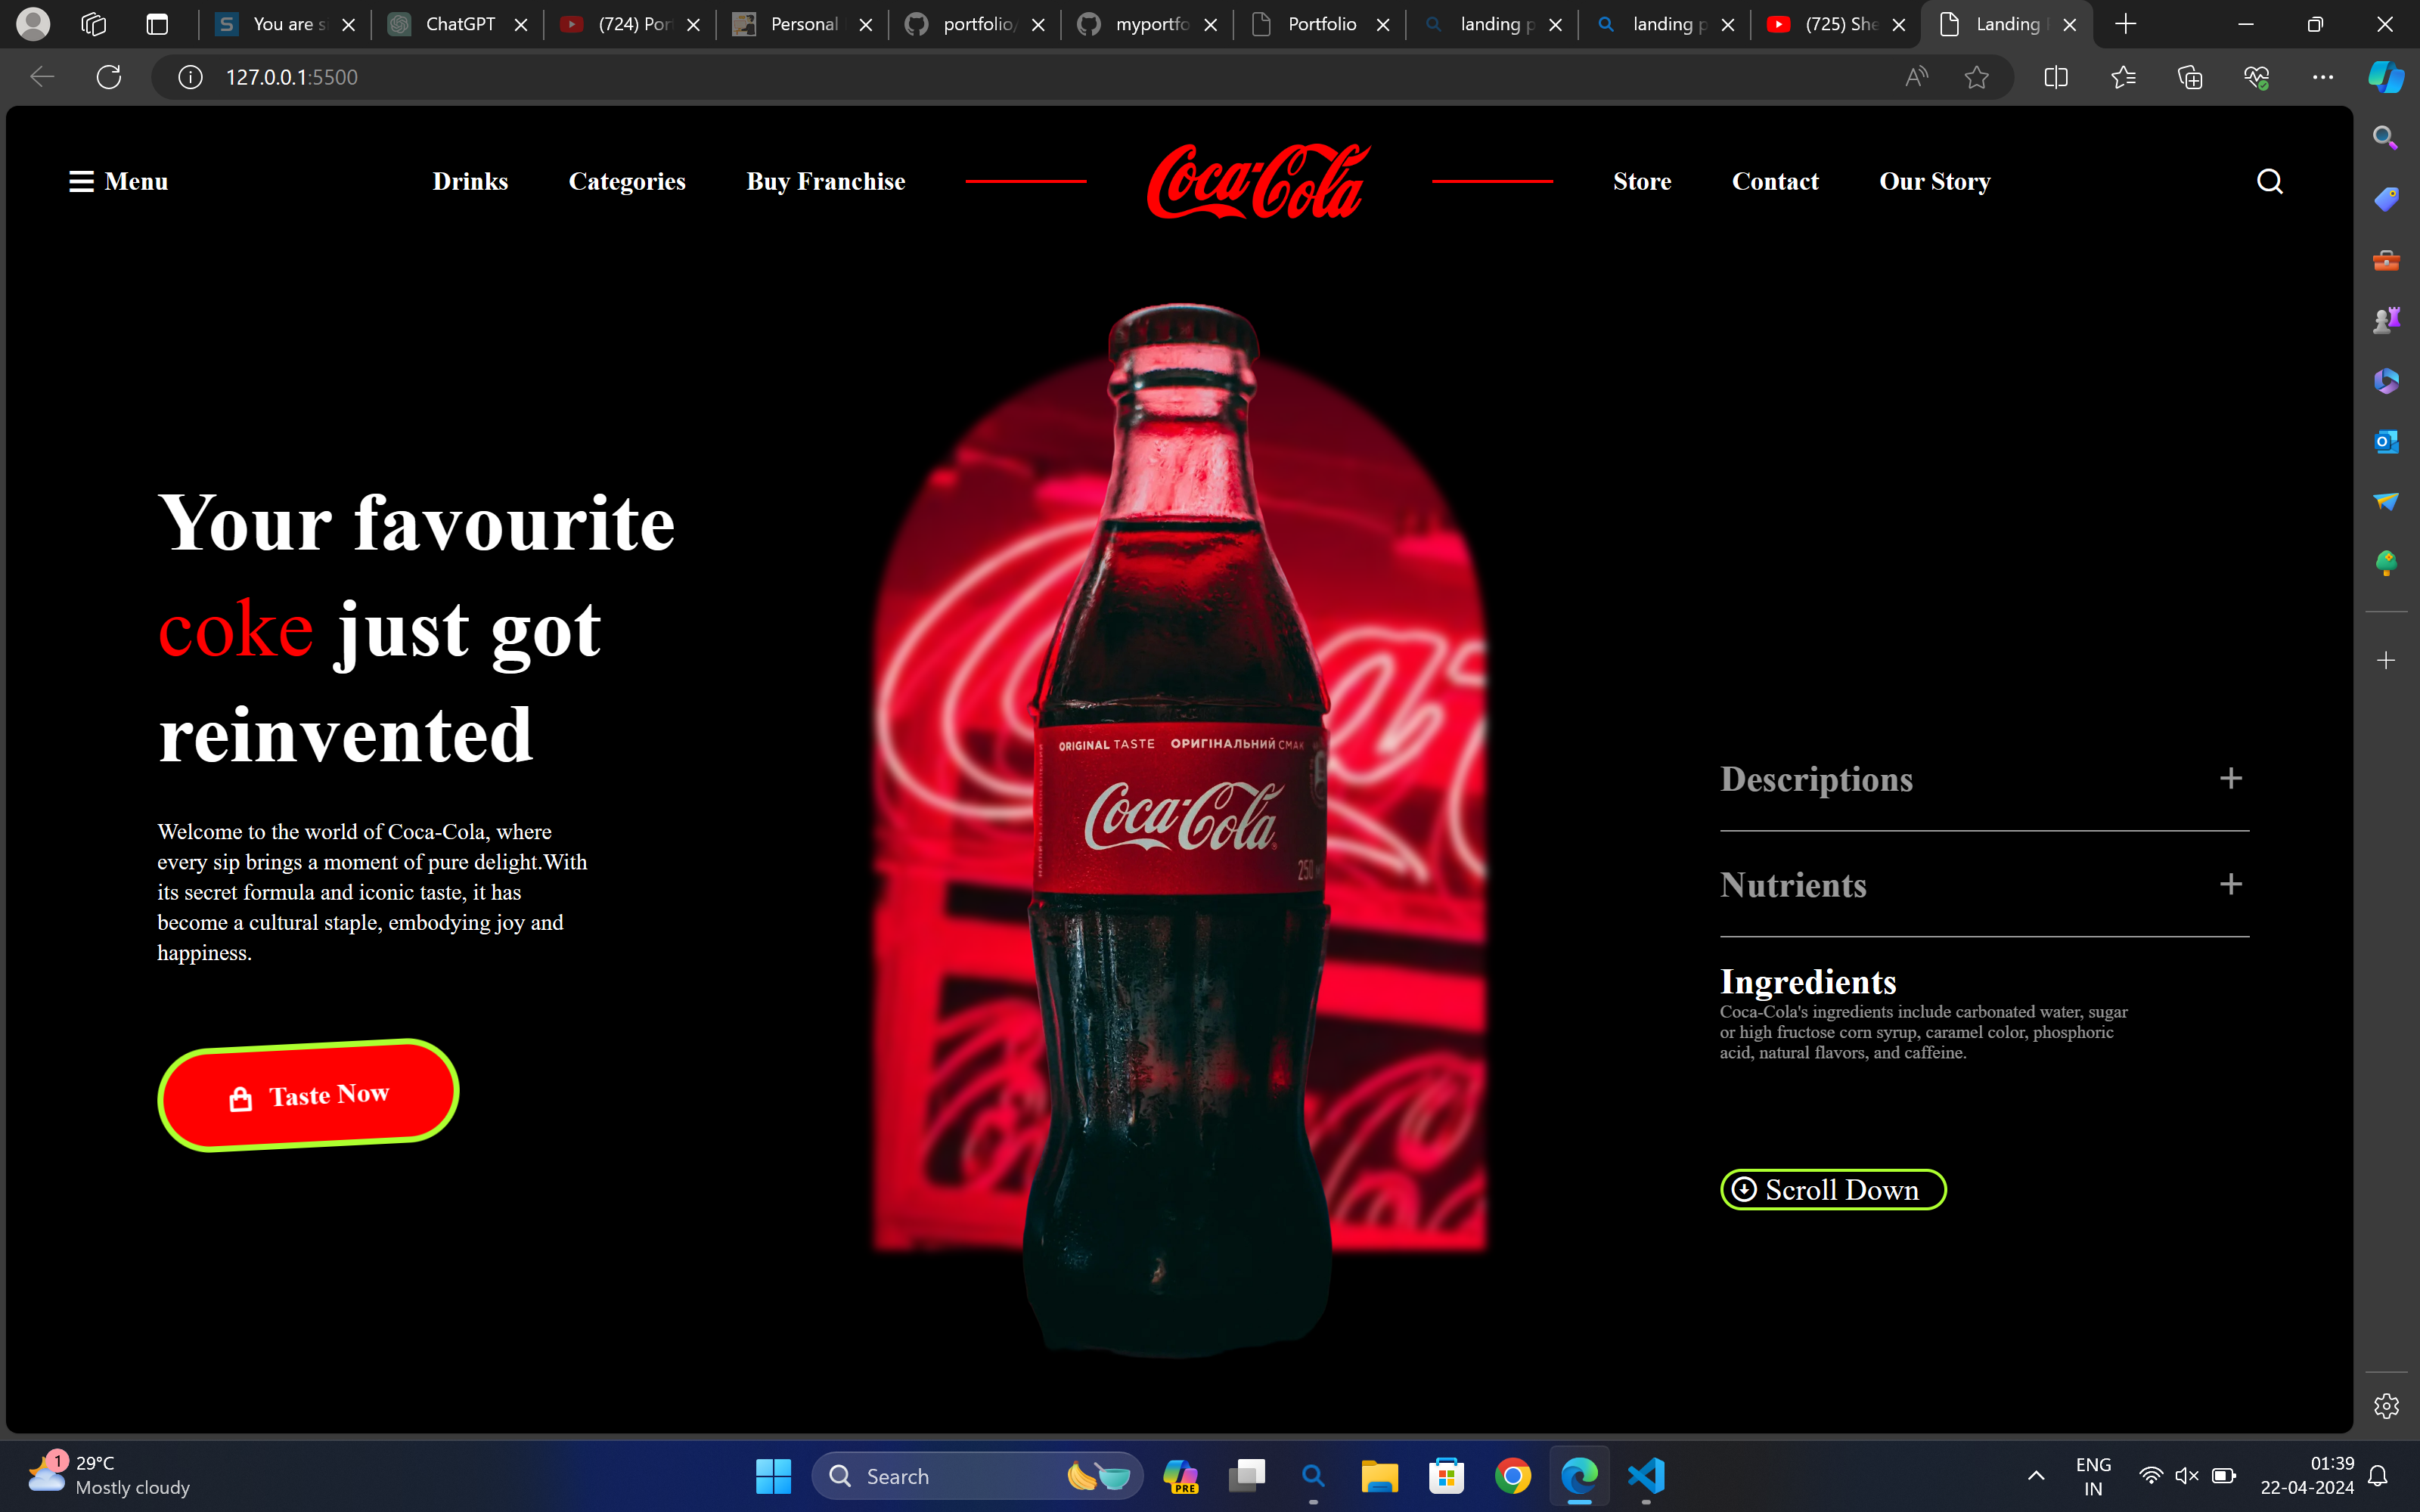 You are s
ChatGPT
(724) Por
Personal
portfolio/
myportfo
Portfolio
landing p
landing p
(725) She
Landing
127.0.0.1:5500
Menu
Drinks
Categories
Buy Franchise
Coca-Cola
Store
Contact
Our Story
Your favourite
coke just got
reinvented
Welcome to the world of Coca-Cola, where
every sip brings a moment of pure delight.With
its secret formula and iconic taste, it has
become a cultural staple, embodying joy and
happiness.
Taste Now
ORIGINAL TASTE ОРИГІНАЛЬНИЙ СМАК
Coca-Cola
250
Descriptions
Nutrients
Ingredients
Coca-Cola's ingredients include carbonated water, sugar
or high fructose corn syrup, caramel color, phosphoric
acid, natural flavors, and caffeine.
Scroll Down
1
29°C
Mostly cloudy
Search
PRE
ENG
IN
01:39
22-04-2024